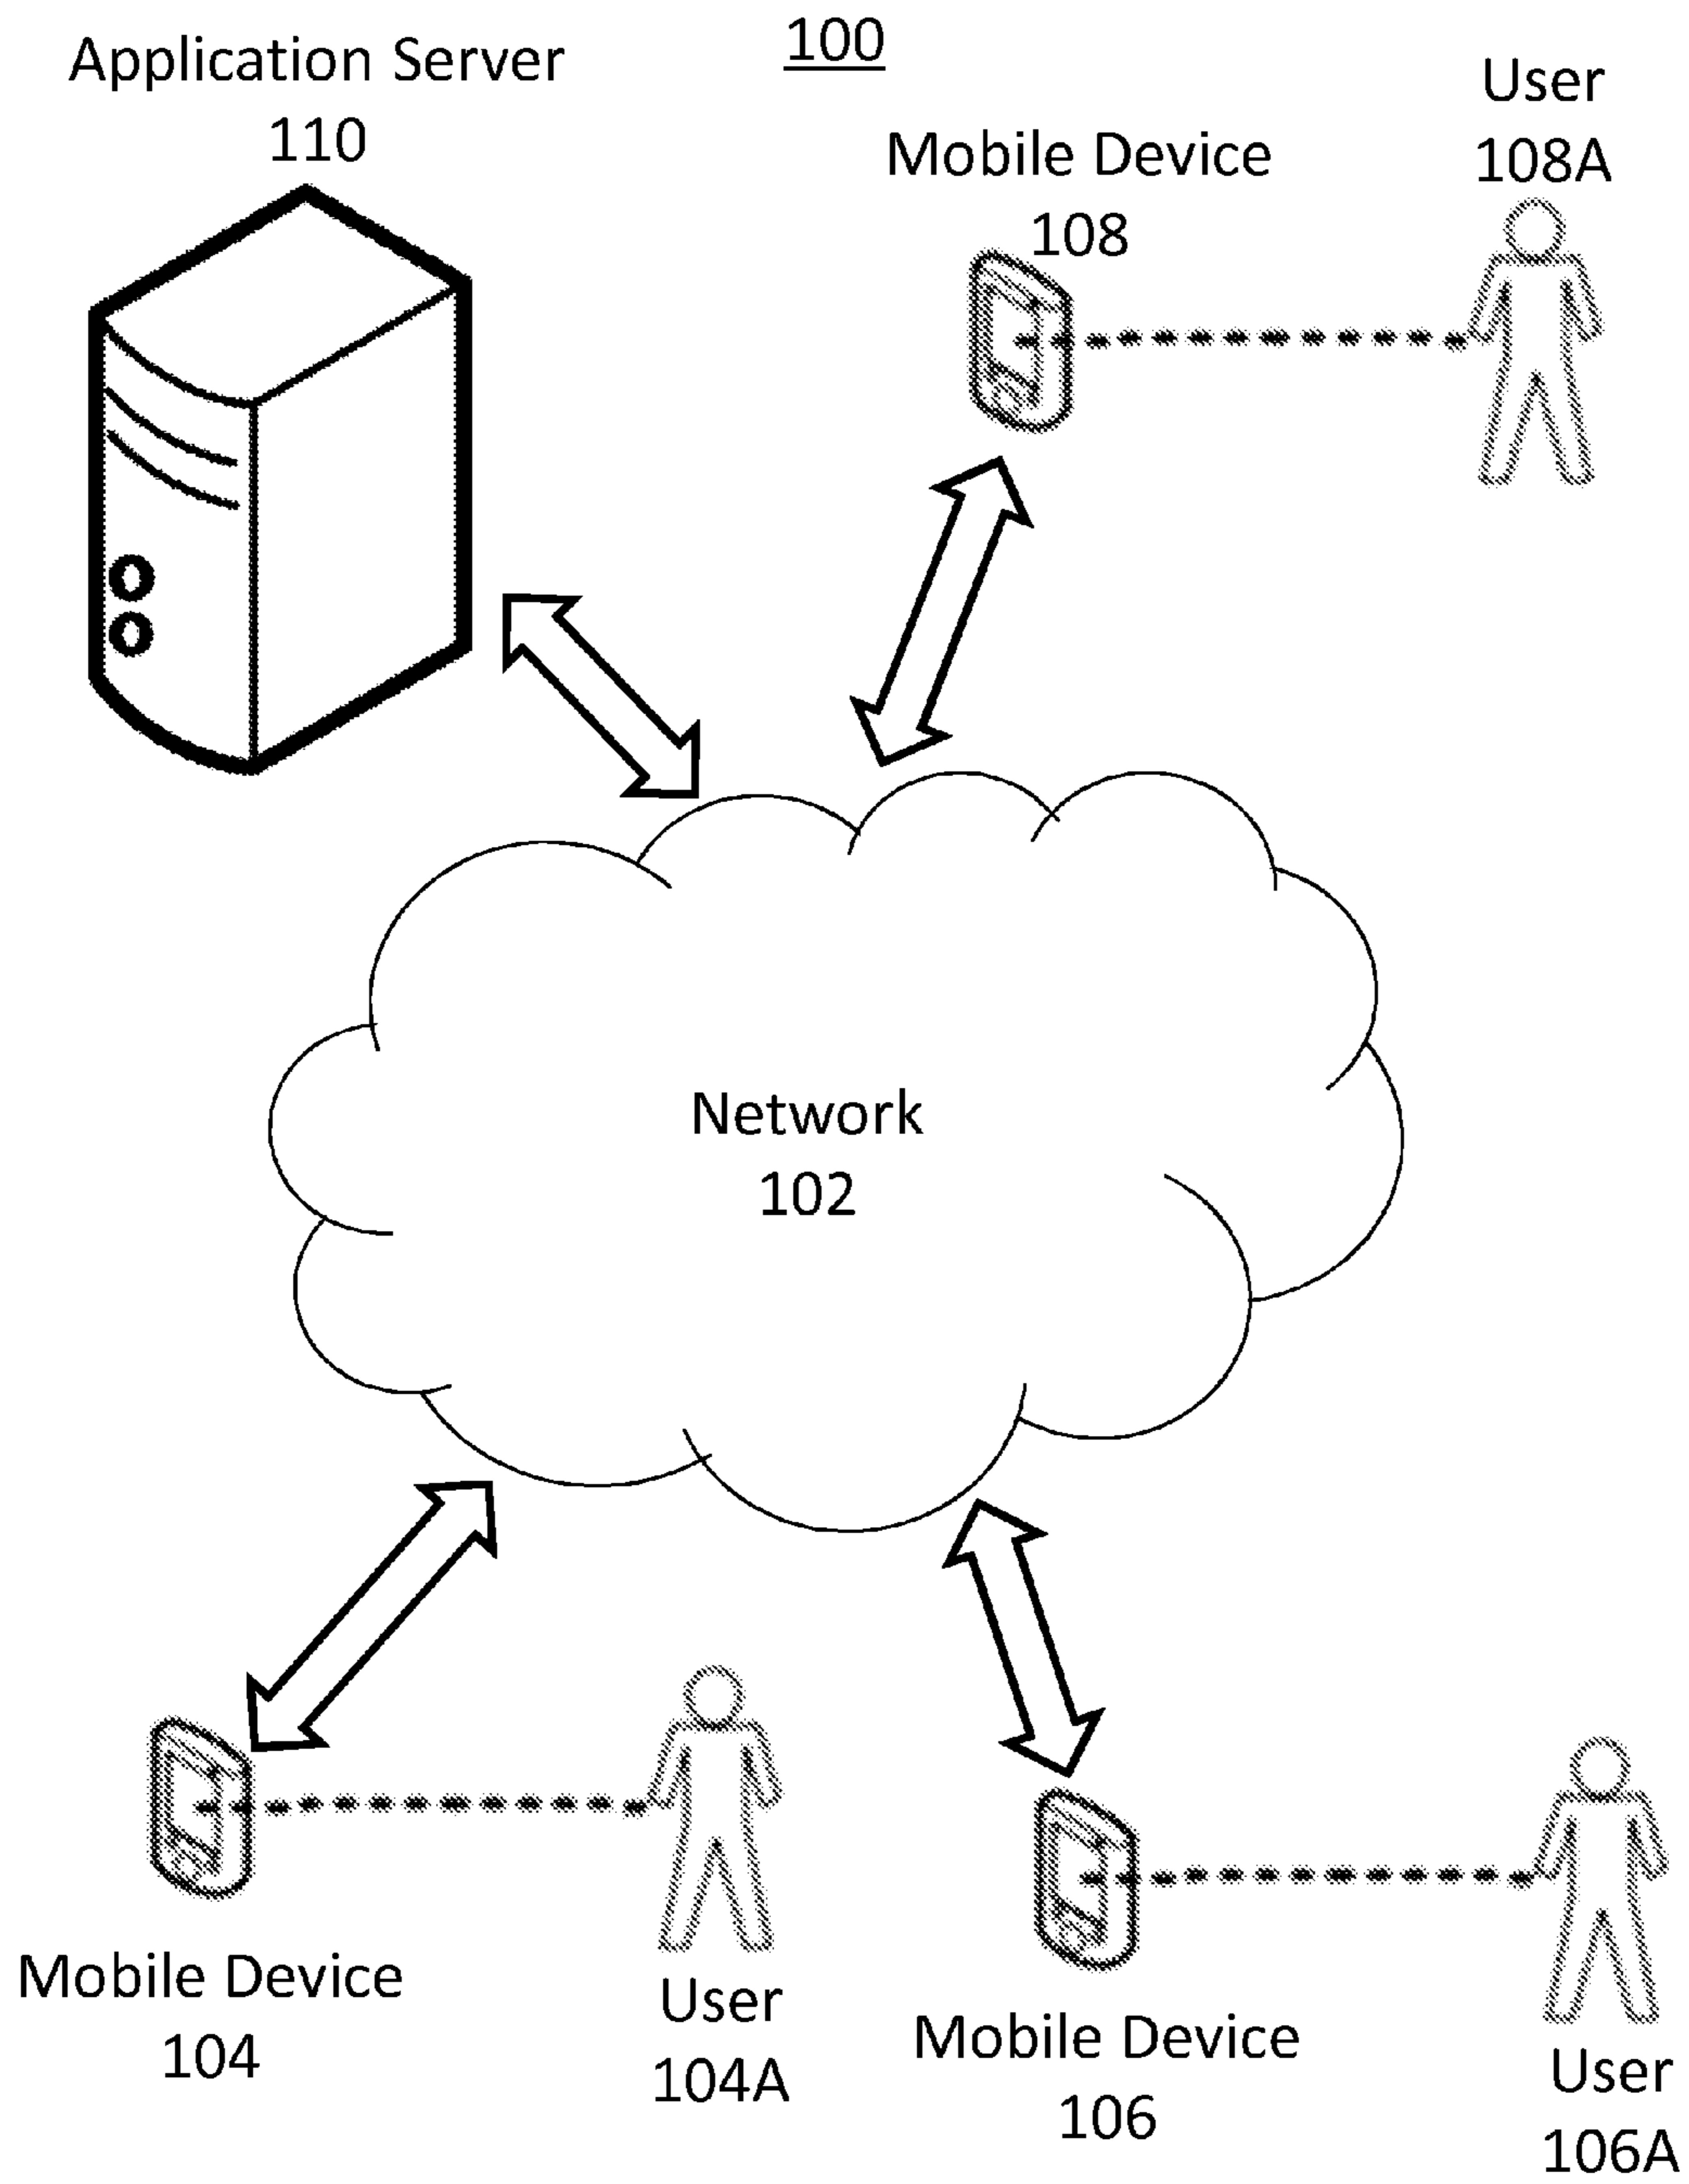 100
Application Server
110
User
108A
Mobile Device
108
Network
102
Mobile Device
104
User
104A
Mobile Device
106
User
106A